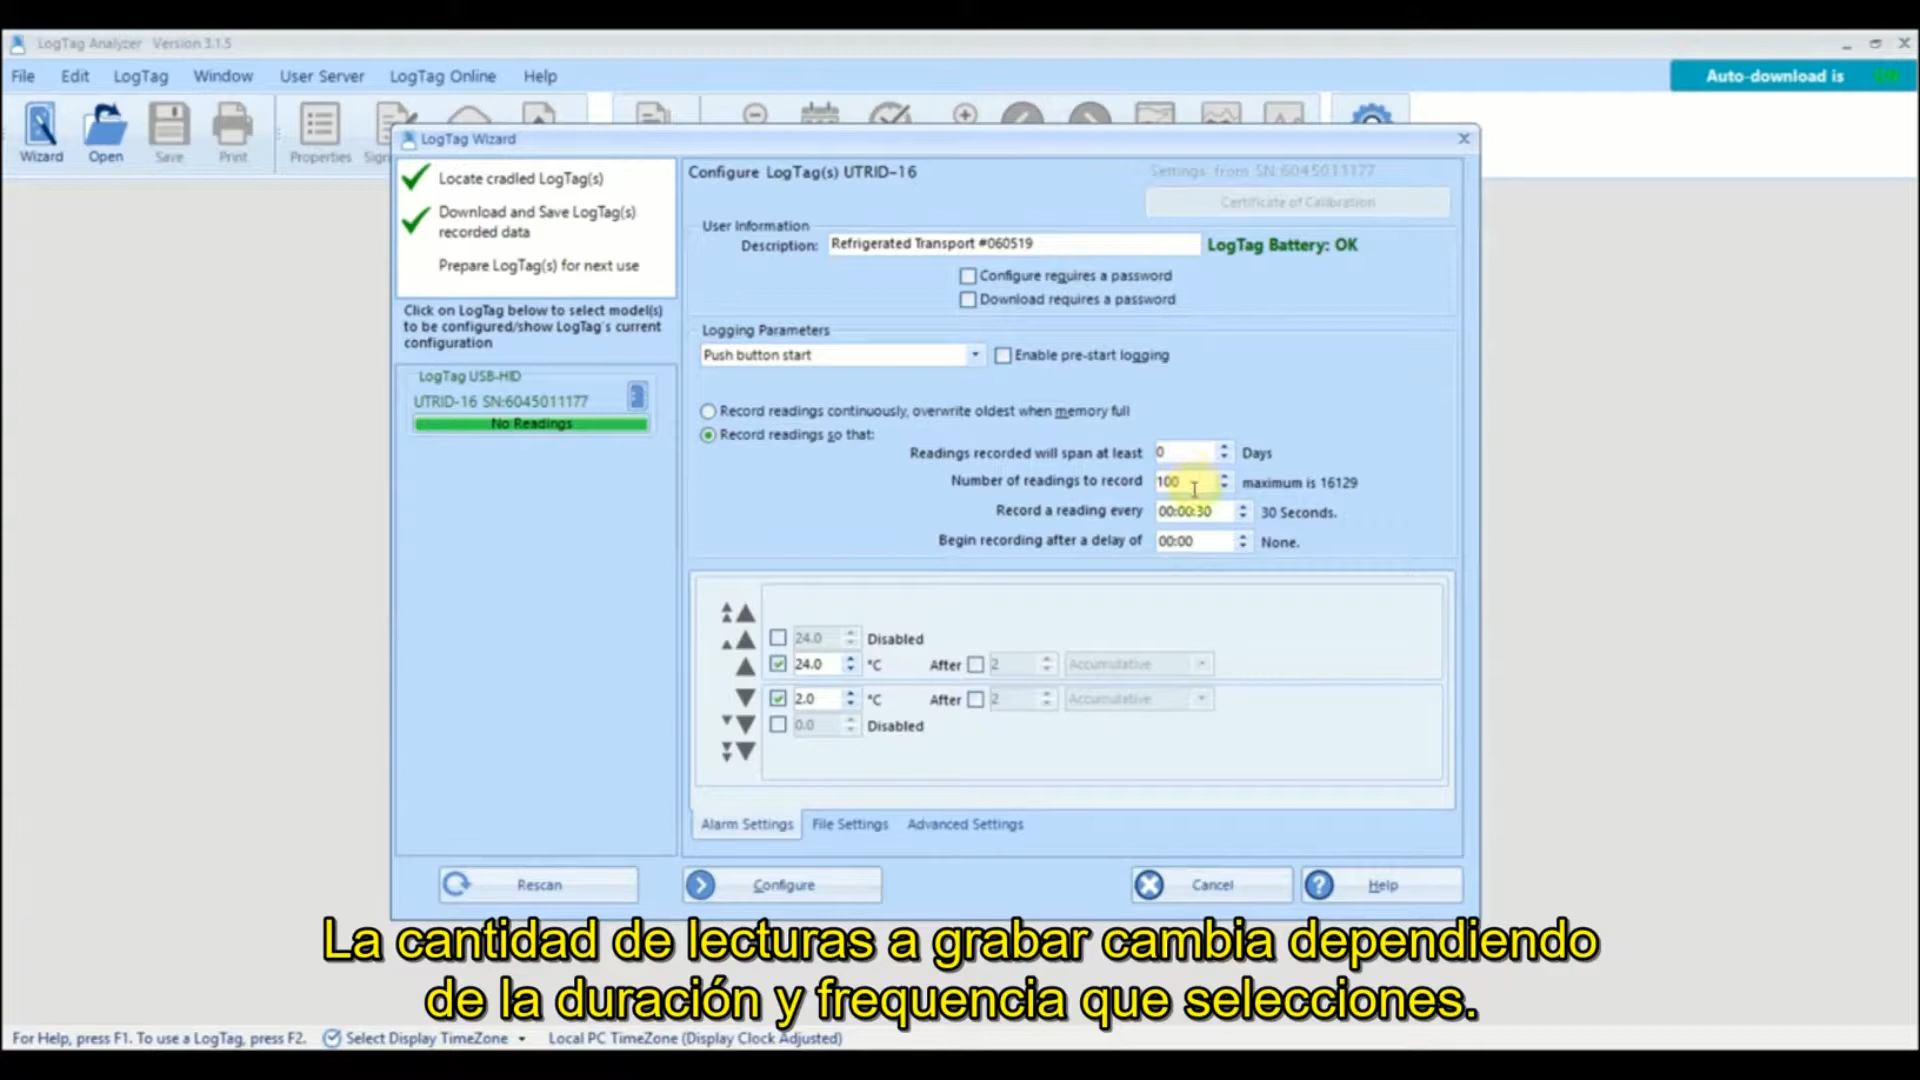 LogTag Analyzer Version 3.1.5
File Edit LogTag Window User Server LogTag Online Help
Auto-download is ON
Wizard Open Save Print Properties
LogTag Wizard
Locate cradled LogTag(s)
Download and Save LogTag(s)
recorded data
Prepare LogTag(s) for next use
Click on LogTag below to select model(s)
to be configured/show LogTag's current
configuration
LogTag USB-HID
UTRID-16 SN:6045011177
No Readings
Configure LogTag(s) UTRID-16
Settings from SN:6045011177
Certificate of Calibration
User Information
Description: Refrigerated Transport #060519 LogTag Battery: OK
Configure requires a password
Download requires a password
Logging Parameters
Push button start Enable pre-start logging
Record readings continuously, overwrite oldest when memory full
Record readings so that:
Readings recorded will span at least 0 Days
Number of readings to record 100 maximum is 16129
Record a reading every 00:00:30 30 Seconds.
Begin recording after a delay of 00:00 None.
24.0 Disabled
24.0 °C After 2 Accumulative
2.0 °C After 2 Accumulative
0.0 Disabled
Alarm Settings File Settings Advanced Settings
Rescan Configure Cancel Help
La cantidad de lecturas a grabar cambia dependiendo
de la duración y frecuencia que selecciones.
For Help, press F1. To use a LogTag, press F2. Select Display TimeZone Local PC TimeZone (Display Clock Adjusted)